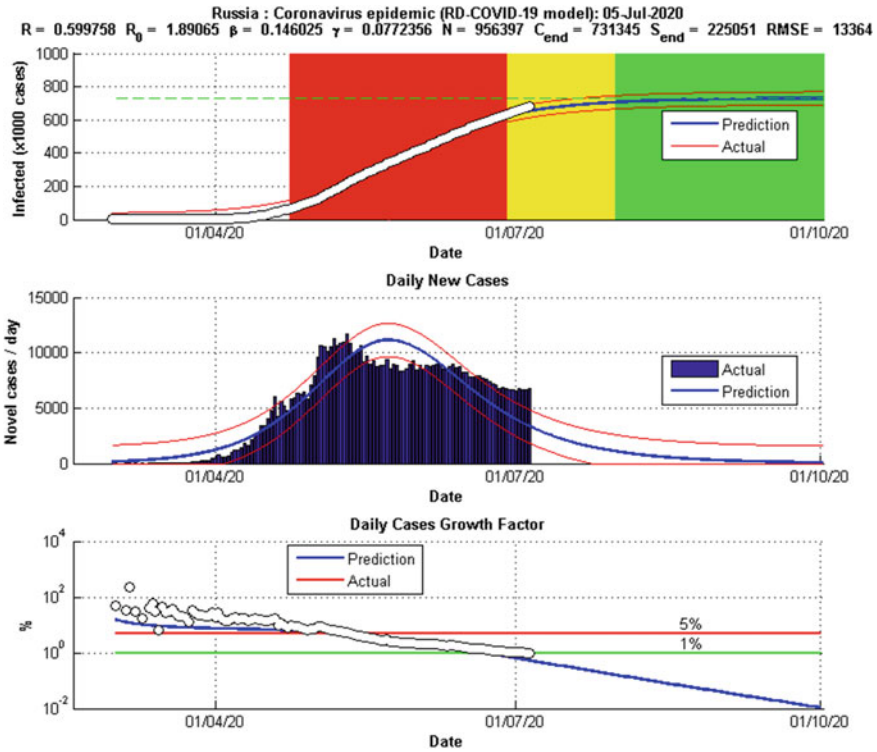 Russia : Coronavirus epidemic (RD-COVID-19 model): 05-Jul-2020
R = 0.599758 R0 = 1.89065 β = 0.146025 γ = 0.0772356 N = 956397 Cend = 731345 Send = 225051 RMSE = 13364
Infected (x1000 cases)
1000
800
600
400
200
0
Prediction
Actual
01/04/20
01/07/20
01/10/20
Date
Daily New Cases
Novel cases / day
15000
10000
5000
0
Actual
Prediction
01/04/20
01/07/20
01/10/20
Date
Daily Cases Growth Factor
%
10^4
10^2
10^0
10^-2
Prediction
Actual
5%
1%
01/04/20
01/07/20
01/10/20
Date